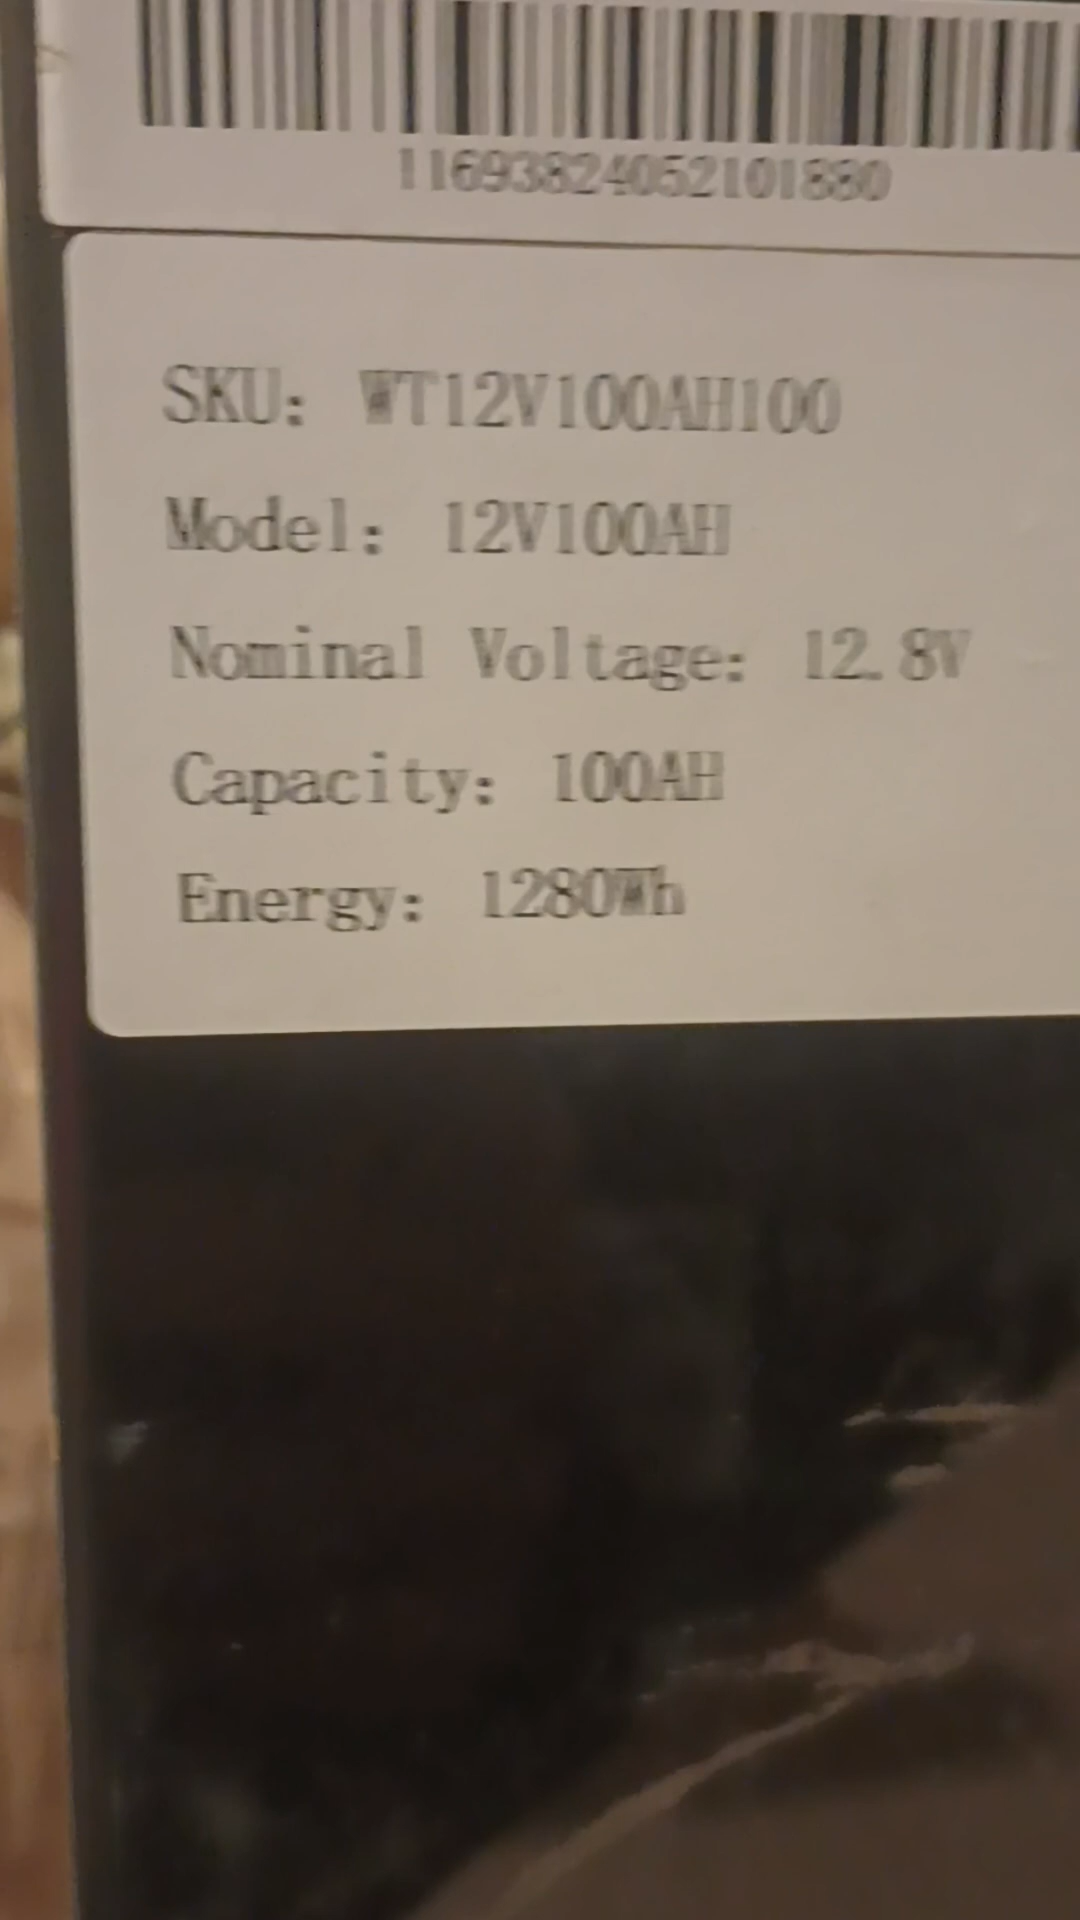 11693824052101880
SKU: WT12V100AH100
Model: 12V100AH
Nominal Voltage: 12.8V
Capacity: 100AH
Energy: 1280Wh